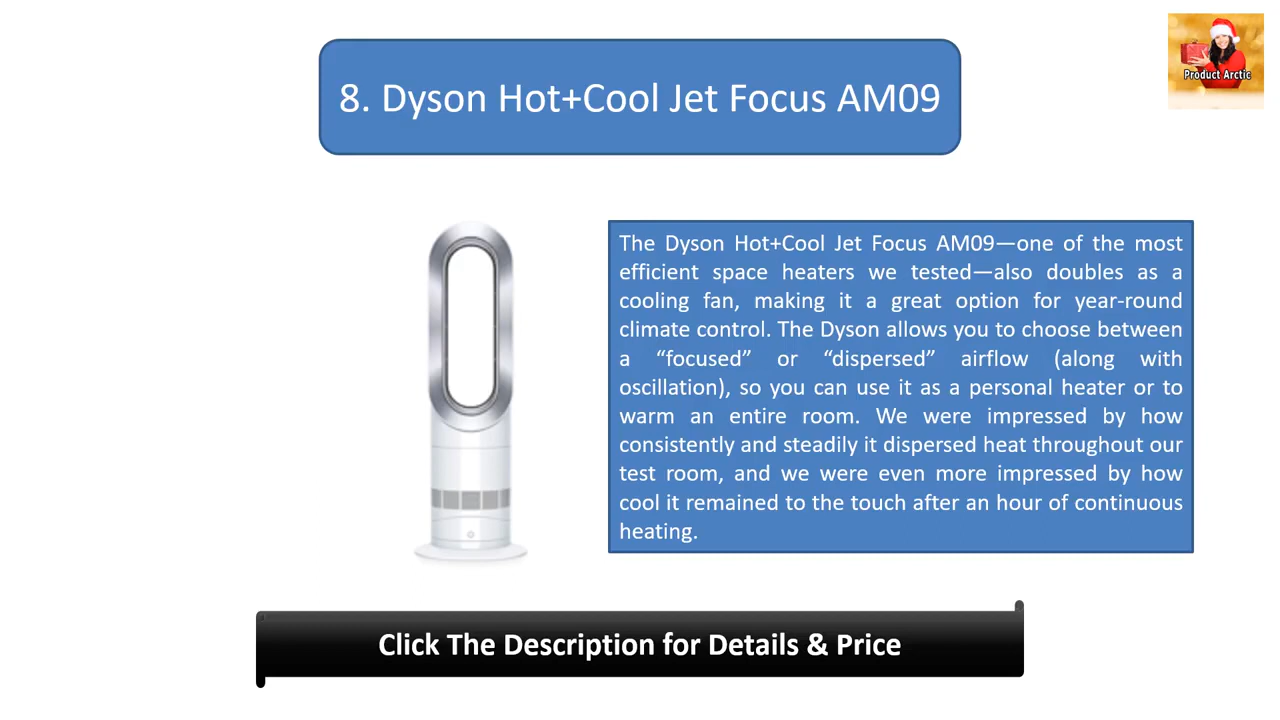 8. Dyson Hot+Cool Jet Focus AM09
Product Arctic
The Dyson Hot+Cool Jet Focus AM09—one of the most
efficient space heaters we tested—also doubles as a
cooling fan, making it a great option for year-round
climate control. The Dyson allows you to choose between
a “focused” or “dispersed” airflow (along with
oscillation), so you can use it as a personal heater or to
warm an entire room. We were impressed by how
consistently and steadily it dispersed heat throughout our
test room, and we were even more impressed by how
cool it remained to the touch after an hour of continuous
heating.
Click The Description for Details & Price